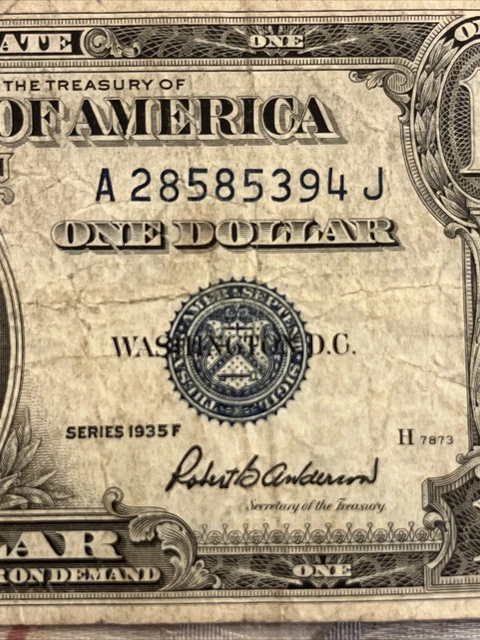 ATE ONE
THE TREASURY OF
OF AMERICA
A 28585394 J
ONE DOLLAR
WASHINGTON, D.C.
SERIES 1935 F
H 7873
Robert B Anderson
Secretary of the Treasury.
LAR
ER ON DEMAND
ONE